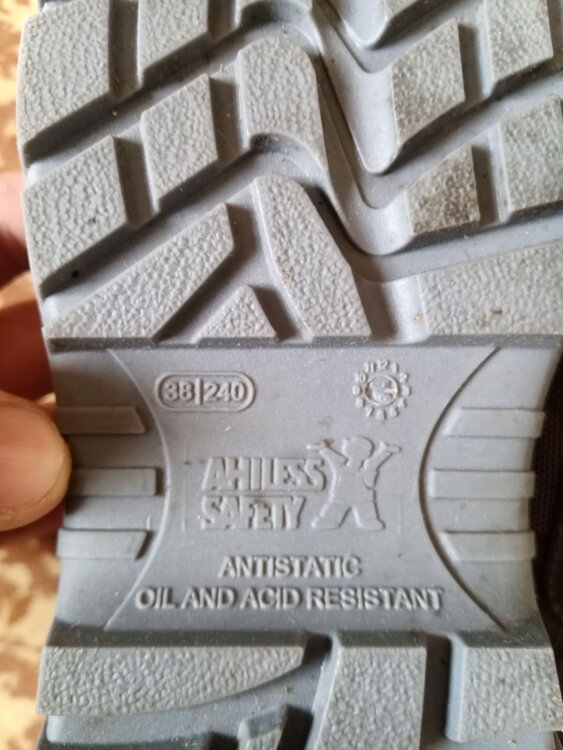 38|240
AHILESS
SAFETY
ANTISTATIC
OIL AND ACID RESISTANT